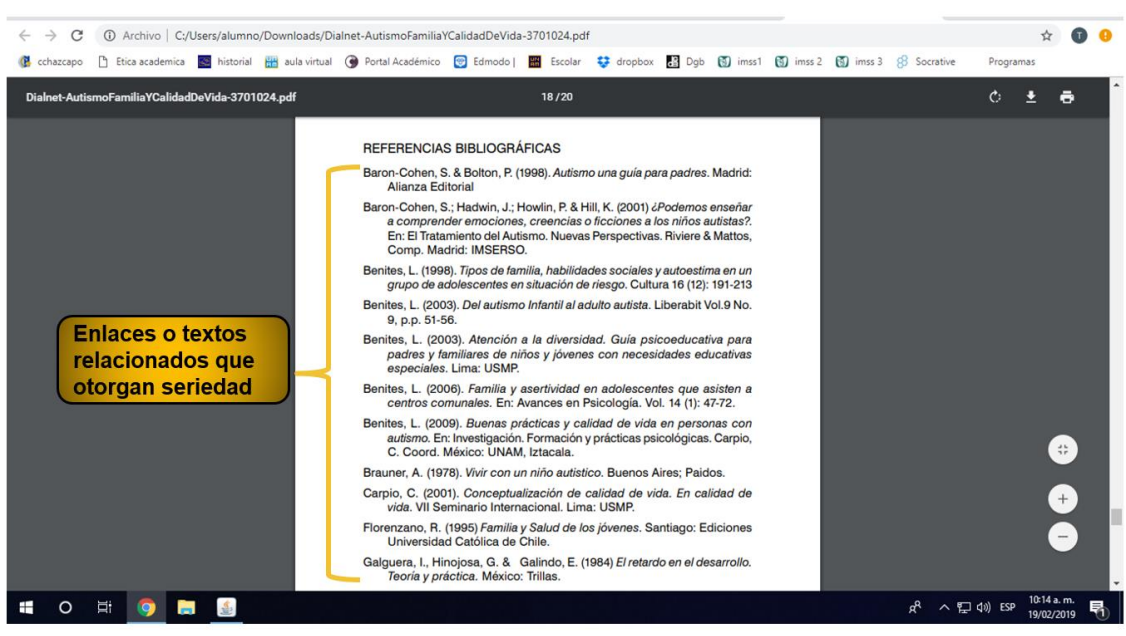 Archivo | C:/Users/alumno/Downloads/Dialnet-AutismoFamiliaYCalidadDeVida-3701024.pdf
T
cchazcapo Etica academica historial aula virtual Portal Académico Edmodo | Escolar dropbox Dgb imss1 imss 2 imss 3 Socrative Programas
Dialnet-AutismoFamiliaYCalidadDeVida-3701024.pdf 18 / 20
REFERENCIAS BIBLIOGRÁFICAS
Baron-Cohen, S. & Bolton, P. (1998). Autismo una guía para padres. Madrid:
Alianza Editorial
Baron-Cohen, S.; Hadwin, J.; Howlin, P. & Hill, K. (2001) ¿Podemos enseñar
a comprender emociones, creencias o ficciones a los niños autistas?.
En: El Tratamiento del Autismo. Nuevas Perspectivas. Riviere & Mattos,
Comp. Madrid: IMSERSO.
Benites, L. (1998). Tipos de familia, habilidades sociales y autoestima en un
grupo de adolescentes en situación de riesgo. Cultura 16 (12): 191-213
Benites, L. (2003). Del autismo Infantil al adulto autista. Liberabit Vol.9 No.
9, p.p. 51-56.
Benites, L. (2003). Atención a la diversidad. Guía psicoeducativa para
padres y familiares de niños y jóvenes con necesidades educativas
especiales. Lima: USMP.
Benites, L. (2006). Familia y asertividad en adolescentes que asisten a
centros comunales. En: Avances en Psicología. Vol. 14 (1): 47-72.
Benites, L. (2009). Buenas prácticas y calidad de vida en personas con
autismo. En: Investigación. Formación y prácticas psicológicas. Carpio,
C. Coord. México: UNAM, Iztacala.
Brauner, A. (1978). Vivir con un niño autistico. Buenos Aires; Paidos.
Carpio, C. (2001). Conceptualización de calidad de vida. En calidad de
vida. VII Seminario Internacional. Lima: USMP.
Florenzano, R. (1995) Familia y Salud de los jóvenes. Santiago: Ediciones
Universidad Católica de Chile.
Galguera, I., Hinojosa, G. & Galindo, E. (1984) El retardo en el desarrollo.
Teoría y práctica. México: Trillas.
Enlaces o textos
relacionados que
otorgan seriedad
ESP
10:14 a. m.
19/02/2019